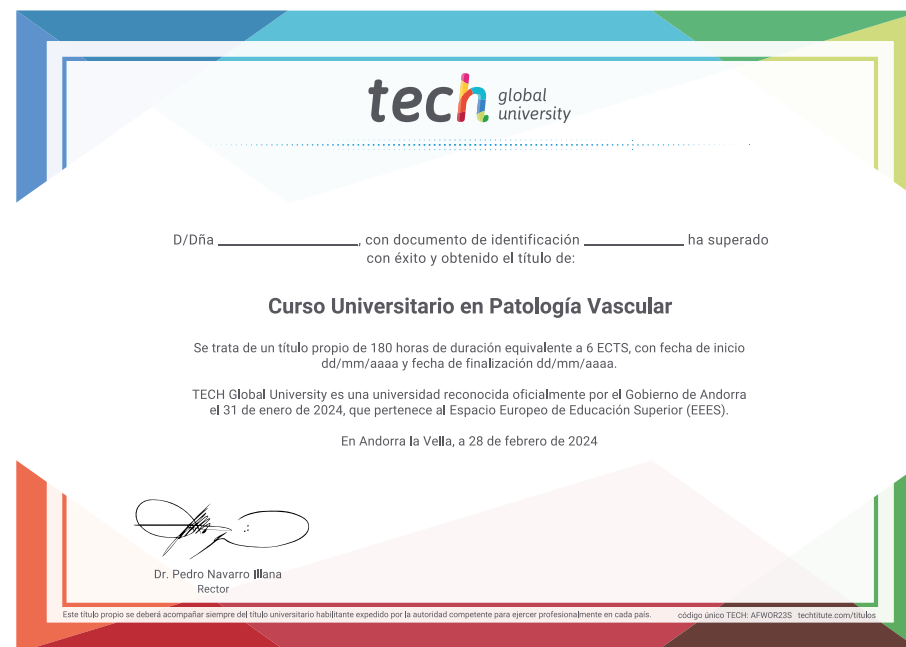 tech global university
D/Dña ____________________, con documento de identificación ______________ ha superado
con éxito y obtenido el título de:
Curso Universitario en Patología Vascular
Se trata de un título propio de 180 horas de duración equivalente a 6 ECTS, con fecha de inicio
dd/mm/aaaa y fecha de finalización dd/mm/aaaa.
TECH Global University es una universidad reconocida oficialmente por el Gobierno de Andorra
el 31 de enero de 2024, que pertenece al Espacio Europeo de Educación Superior (EEES).
En Andorra la Vella, a 28 de febrero de 2024
Dr. Pedro Navarro Illana
Rector
Este título propio se deberá acompañar siempre del título universitario habilitante expedido por la autoridad competente para ejercer profesionalmente en cada país. código único TECH: AFWOR23S techtitute.com/titulos